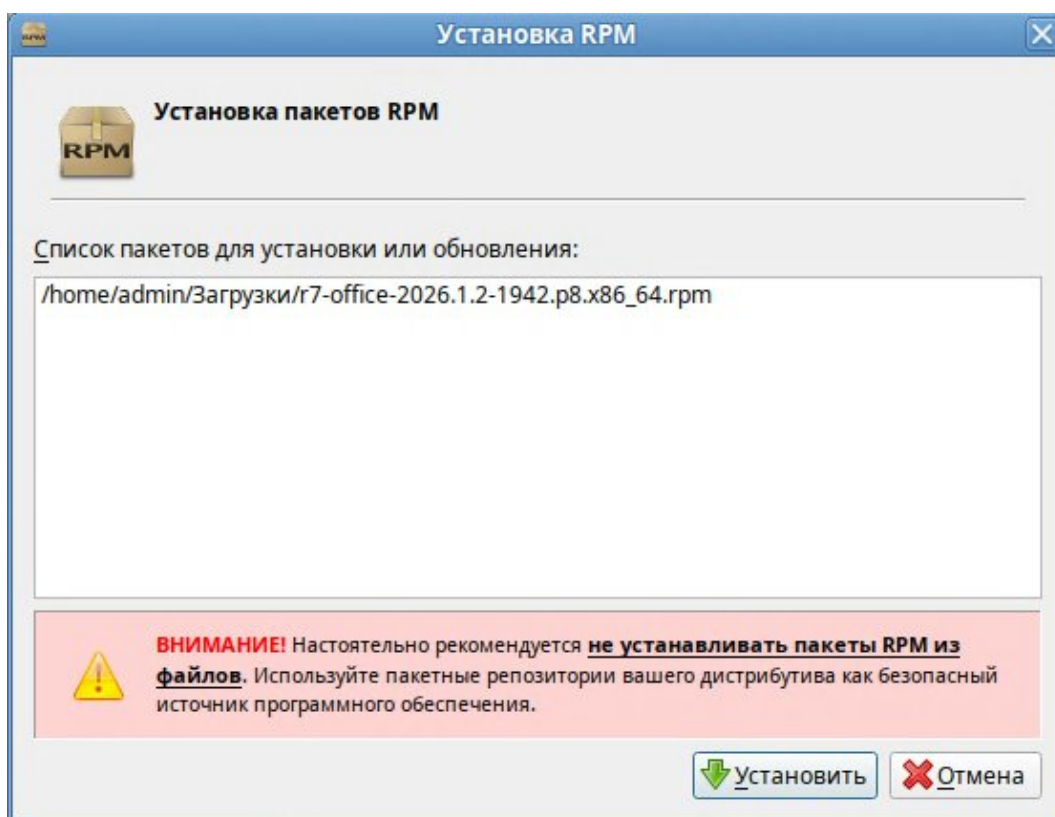 Установка RPM
Установка пакетов RPM
RPM
Список пакетов для установки или обновления:
/home/admin/Загрузки/r7-office-2026.1.2-1942.p8.x86_64.rpm
ВНИМАНИЕ! Настоятельно рекомендуется не устанавливать пакеты RPM из
файлов. Используйте пакетные репозитории вашего дистрибутива как безопасный
источник программного обеспечения.
Установить Отмена